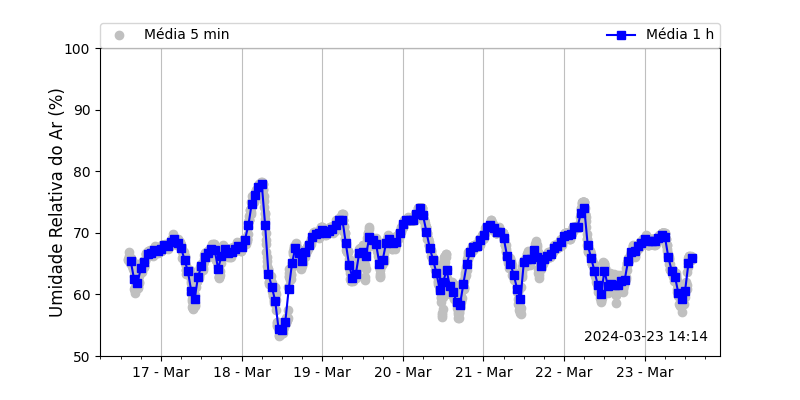 Média 5 min
Média 1 h
Umidade Relativa do Ar (%)
100
90
80
70
60
50
2024-03-23 14:14
17 - Mar
18 - Mar
19 - Mar
20 - Mar
21 - Mar
22 - Mar
23 - Mar